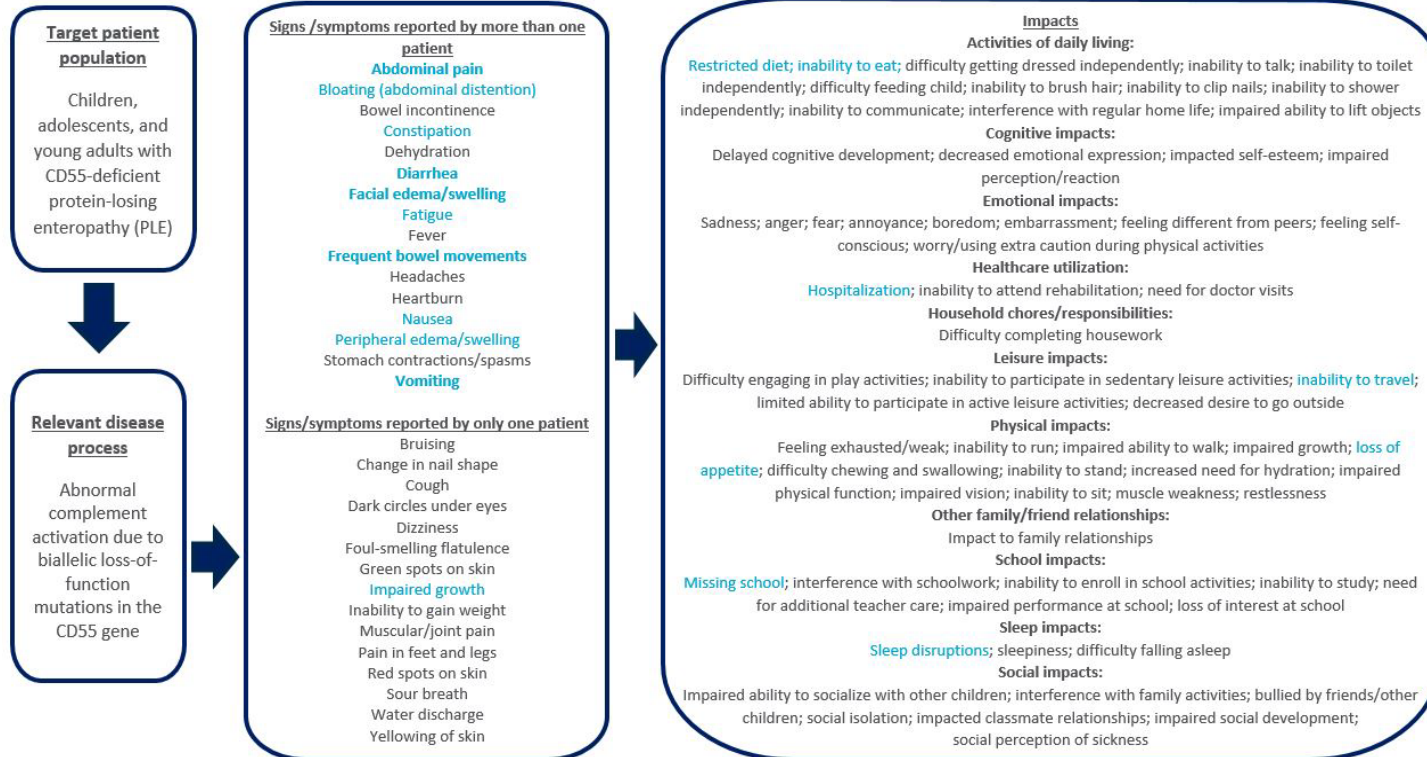 Target patient
population
Children,
adolescents, and
young adults with
CD55-deficient
protein-losing
enteropathy (PLE)
Relevant disease
process
Abnormal
complement
activation due to
biallelic loss-of-
function
mutations in the
CD55 gene
Signs /symptoms reported by more than one
patient
Abdominal pain
Bloating (abdominal distention)
Bowel incontinence
Constipation
Dehydration
Diarrhea
Facial edema/swelling
Fatigue
Fever
Frequent bowel movements
Headaches
Heartburn
Nausea
Peripheral edema/swelling
Stomach contractions/spasms
Vomiting
Signs/symptoms reported by only one patient
Bruising
Change in nail shape
Cough
Dark circles under eyes
Dizziness
Foul-smelling flatulence
Green spots on skin
Impaired growth
Inability to gain weight
Muscular/joint pain
Pain in feet and legs
Red spots on skin
Sour breath
Water discharge
Yellowing of skin
Impacts
Activities of daily living:
Restricted diet; inability to eat; difficulty getting dressed independently; inability to talk; inability to toilet
independently; difficulty feeding child; inability to brush hair; inability to clip nails; inability to shower
independently; inability to communicate; interference with regular home life; impaired ability to lift objects
Cognitive impacts:
Delayed cognitive development; decreased emotional expression; impacted self-esteem; impaired
perception/reaction
Emotional impacts:
Sadness; anger; fear; annoyance; boredom; embarrassment; feeling different from peers; feeling self-
conscious; worry/using extra caution during physical activities
Healthcare utilization:
Hospitalization; inability to attend rehabilitation; need for doctor visits
Household chores/responsibilities:
Difficulty completing housework
Leisure impacts:
Difficulty engaging in play activities; inability to participate in sedentary leisure activities; inability to travel;
limited ability to participate in active leisure activities; decreased desire to go outside
Physical impacts:
Feeling exhausted/weak; inability to run; impaired ability to walk; impaired growth; loss of
appetite; difficulty chewing and swallowing; inability to stand; increased need for hydration; impaired
physical function; impaired vision; inability to sit; muscle weakness; restlessness
Other family/friend relationships:
Impact to family relationships
School impacts:
Missing school; interference with schoolwork; inability to enroll in school activities; inability to study; need
for additional teacher care; impaired performance at school; loss of interest at school
Sleep impacts:
Sleep disruptions; sleepiness; difficulty falling asleep
Social impacts:
Impaired ability to socialize with other children; interference with family activities; bullied by friends/other
children; social isolation; impacted classmate relationships; impaired social development;
social perception of sickness